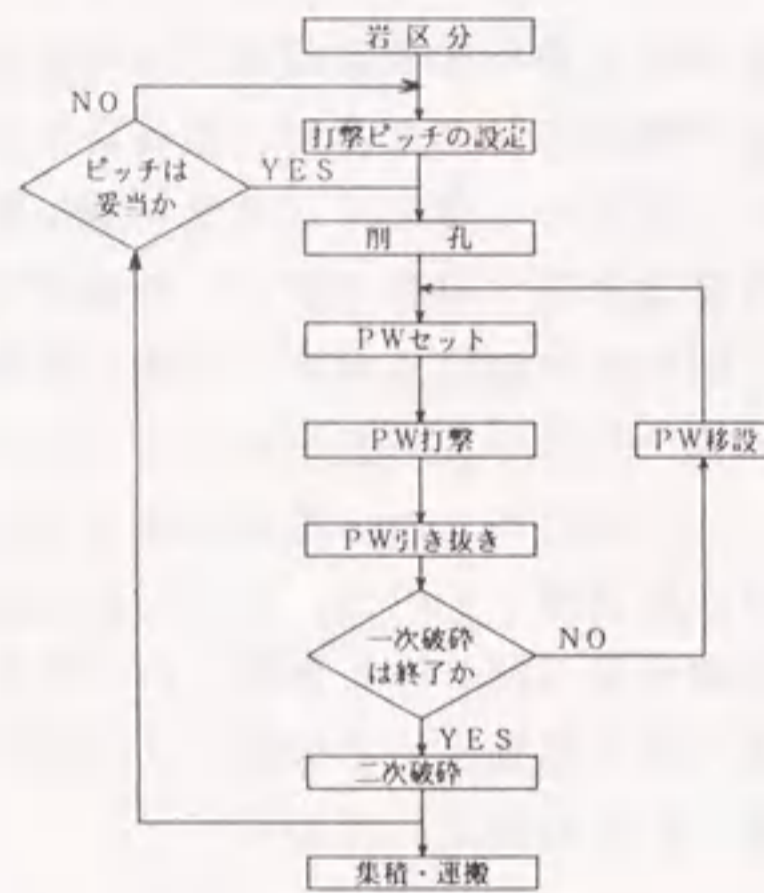 岩区分
NO
打撃ピッチの設定
ピッチは
妥当か
YES
削 孔
PWセット
PW打撃
PW移設
PW引き抜き
一次破砕
は終了か
NO
YES
二次破砕
集積・運搬